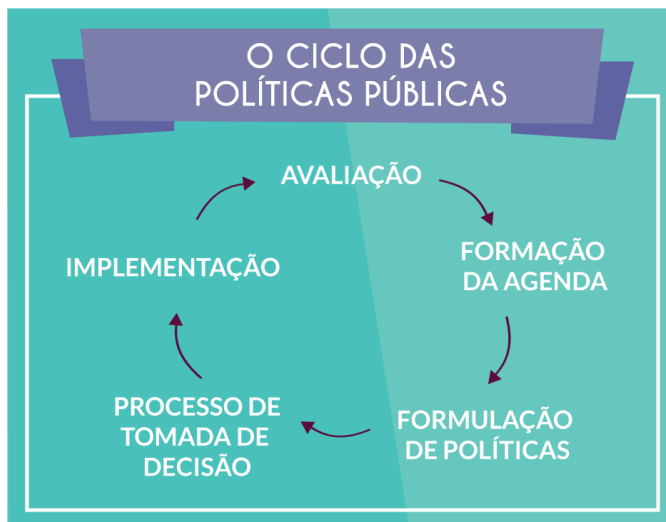 O CICLO DAS
POLÍTICAS PÚBLICAS
AVALIAÇÃO
FORMAÇÃO
DA AGENDA
FORMULAÇÃO
DE POLÍTICAS
PROCESSO DE
TOMADA DE
DECISÃO
IMPLEMENTAÇÃO